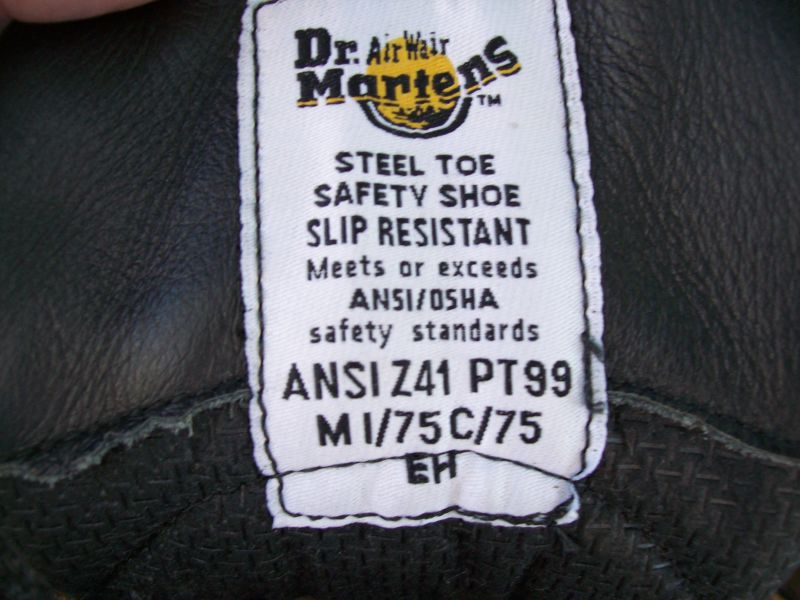 Dr. AirWair
Martens
TM
STEEL TOE
SAFETY SHOE
SLIP RESISTANT
Meets or exceeds
ANSI/OSHA
safety standards
ANSI Z41 PT99
M I/75 C/75
EH